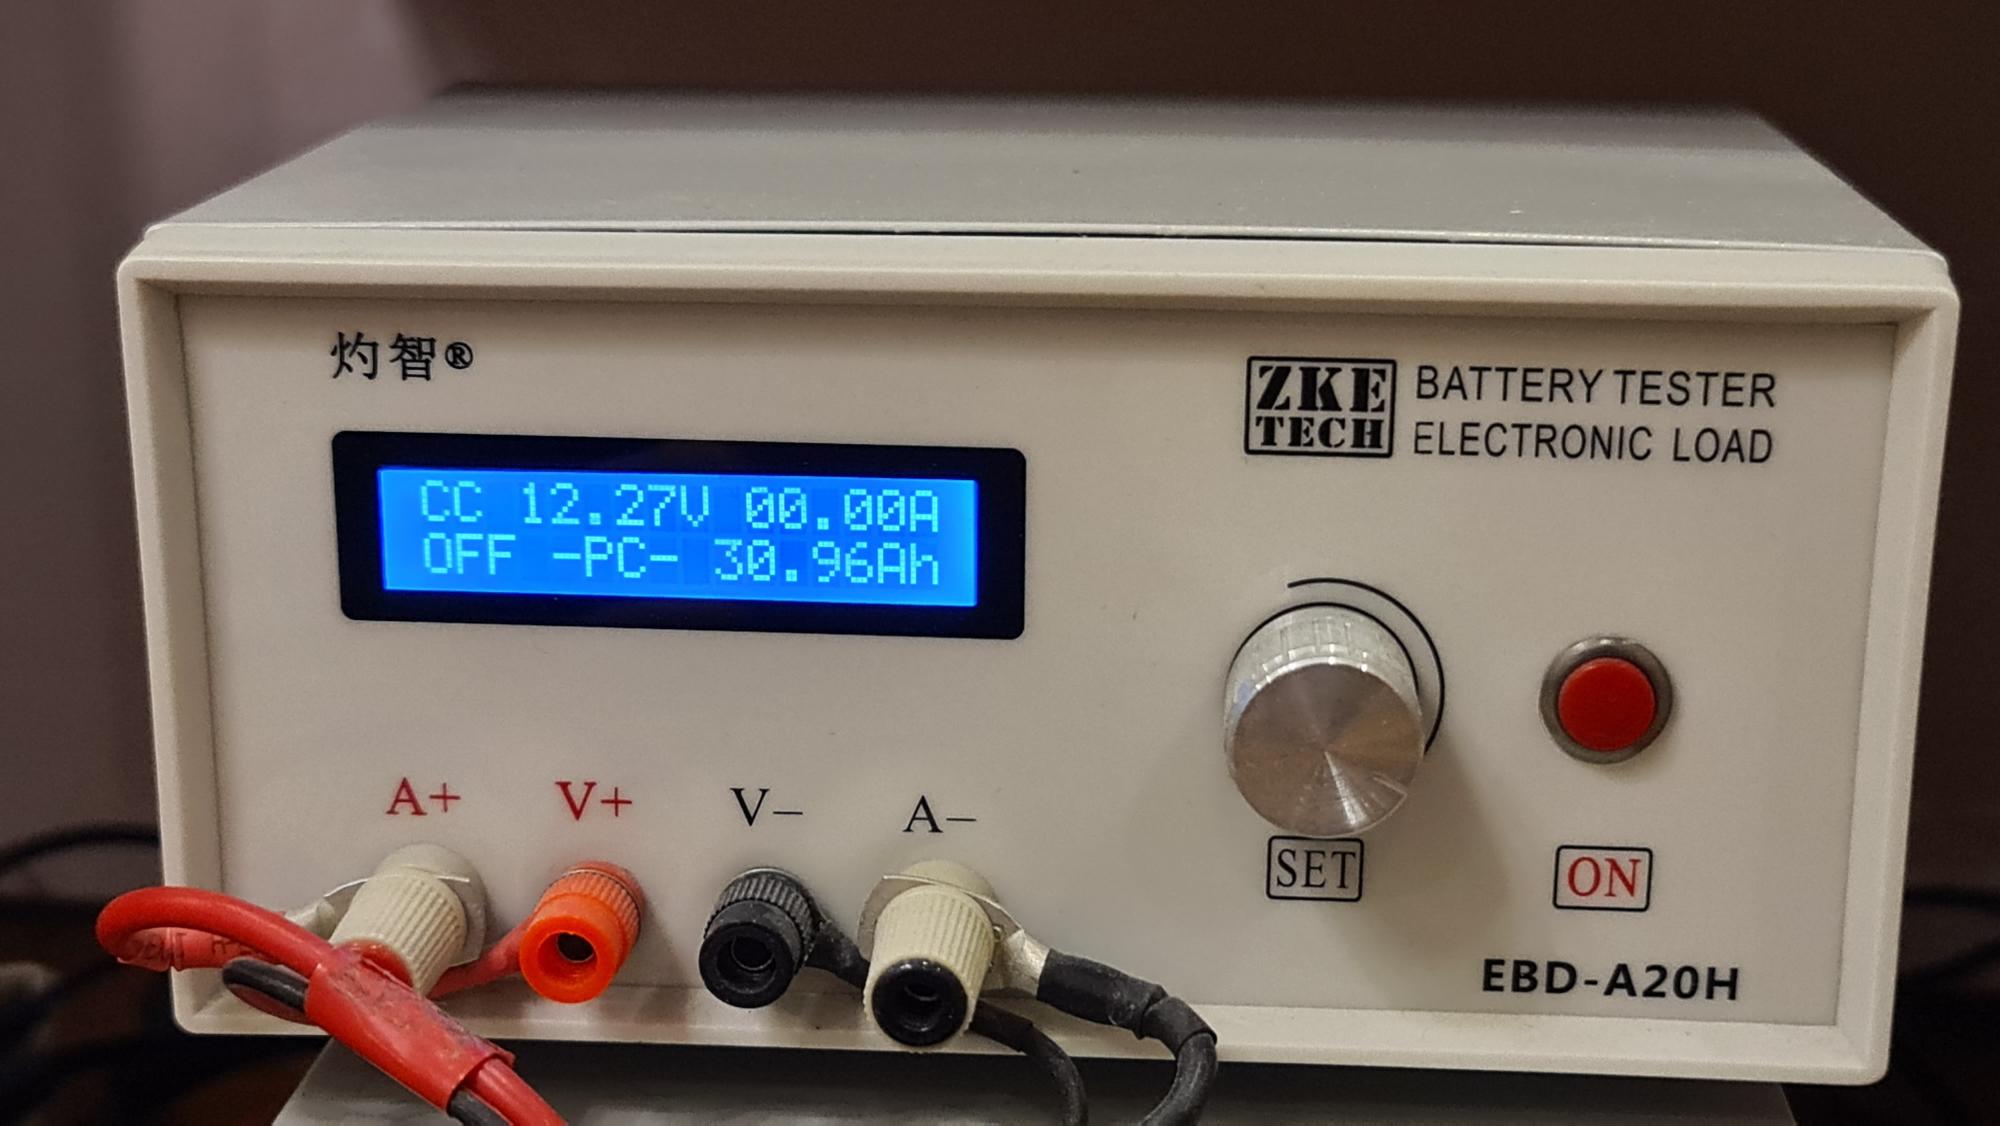 灼智®
ZKE
TECH
BATTERY TESTER
ELECTRONIC LOAD
CC 12.27V 00.00A
OFF -PC- 30.96Ah
A+ V+ V− A−
SET
ON
EBD-A20H